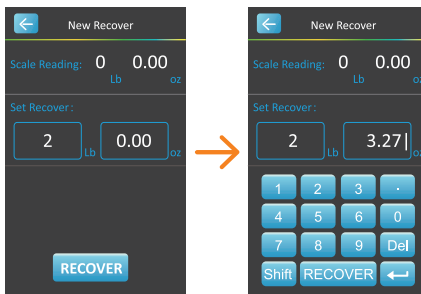 New Recover
Scale Reading: 0 Lb 0.00 oz
Set Recover:
2 Lb 0.00 oz
RECOVER
New Recover
Scale Reading: 0 Lb 0.00 oz
Set Recover:
2 Lb 3.27 oz
1 2 3 .
4 5 6 0
7 8 9 Del
Shift RECOVER